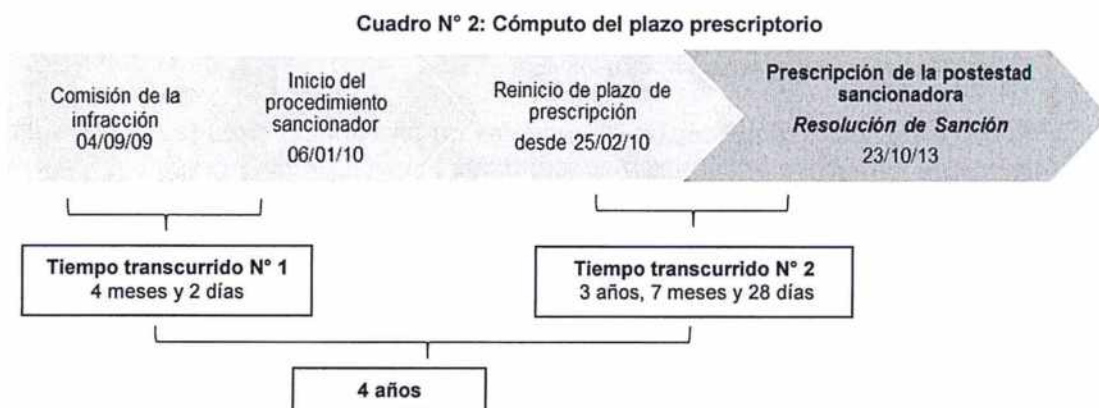 Cuadro N° 2: Cómputo del plazo prescriptorio
Comisión de la
infracción
04/09/09
Inicio del
procedimiento
sancionador
06/01/10
Reinicio de plazo de
prescripción
desde 25/02/10
Prescripción de la postestad
sancionadora
Resolución de Sanción
23/10/13
Tiempo transcurrido N° 1
4 meses y 2 días
Tiempo transcurrido N° 2
3 años, 7 meses y 28 días
4 años